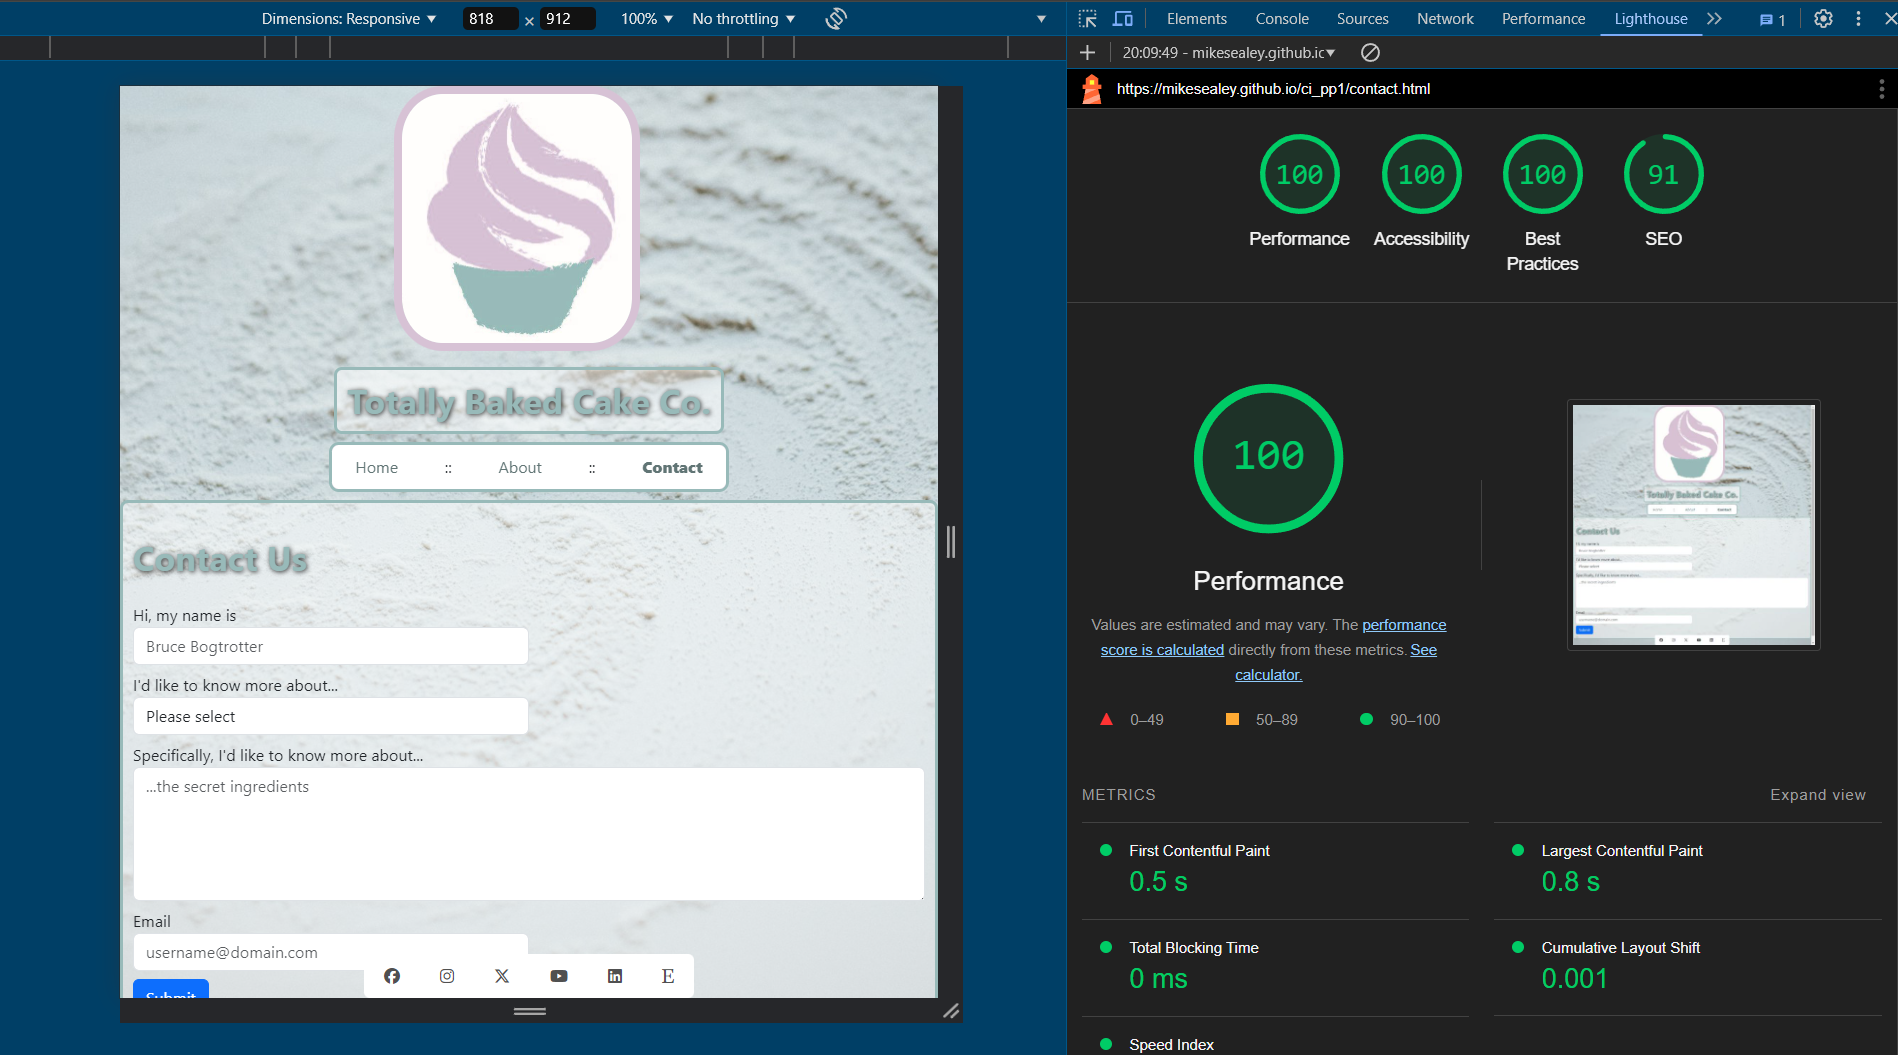 Dimensions: Responsive ▼ 818 × 912 100% ▼ No throttling ▼ ▼
Elements Console Sources Network Performance Lighthouse 1
20:09:49 - mikesealey.github.ic▼
https://mikesealey.github.io/ci_pp1/contact.html
100 100 100 91
Performance Accessibility Best Practices SEO
Totally Baked Cake Co.
Home :: About :: Contact
Contact Us
Hi, my name is
Bruce Bogtrotter
I'd like to know more about...
Please select
Specifically, I'd like to know more about...
...the secret ingredients
Email
username@domain.com
Submit
E
100
Performance
Values are estimated and may vary. The performance
score is calculated directly from these metrics. See
calculator.
0–49 50–89 90–100
METRICS Expand view
First Contentful Paint
0.5 s
Largest Contentful Paint
0.8 s
Total Blocking Time
0 ms
Cumulative Layout Shift
0.001
Speed Index
Totally Baked Cake Co.
Contact Us